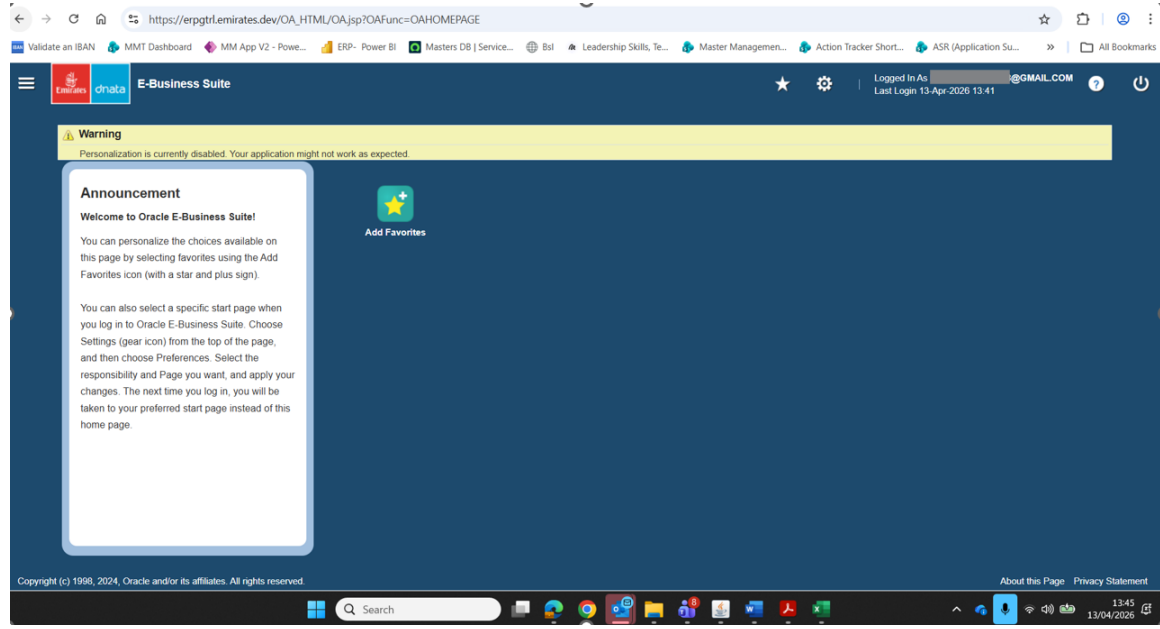 https://erpgtrl.emirates.dev/OA_HTML/OA.jsp?OAFunc=OAHOMEPAGE
Validate an IBAN MMT Dashboard MM App V2 - Powe... ERP- Power BI Masters DB | Service... BsI Leadership Skills, Te... Master Managemen... Action Tracker Short... ASR (Application Su... » All Bookmarks
Emirates dnata E-Business Suite
Logged In As @GMAIL.COM
Last Login 13-Apr-2026 13:41
Warning
Personalization is currently disabled. Your application might not work as expected.
Announcement
Welcome to Oracle E-Business Suite!
You can personalize the choices available on
this page by selecting favorites using the Add
Favorites icon (with a star and plus sign).
You can also select a specific start page when
you log in to Oracle E-Business Suite. Choose
Settings (gear icon) from the top of the page,
and then choose Preferences. Select the
responsibility and Page you want, and apply your
changes. The next time you log in, you will be
taken to your preferred start page instead of this
home page.
Add Favorites
Copyright (c) 1998, 2024, Oracle and/or its affiliates. All rights reserved.
About this Page Privacy Statement
Search
8
13:45
13/04/2026